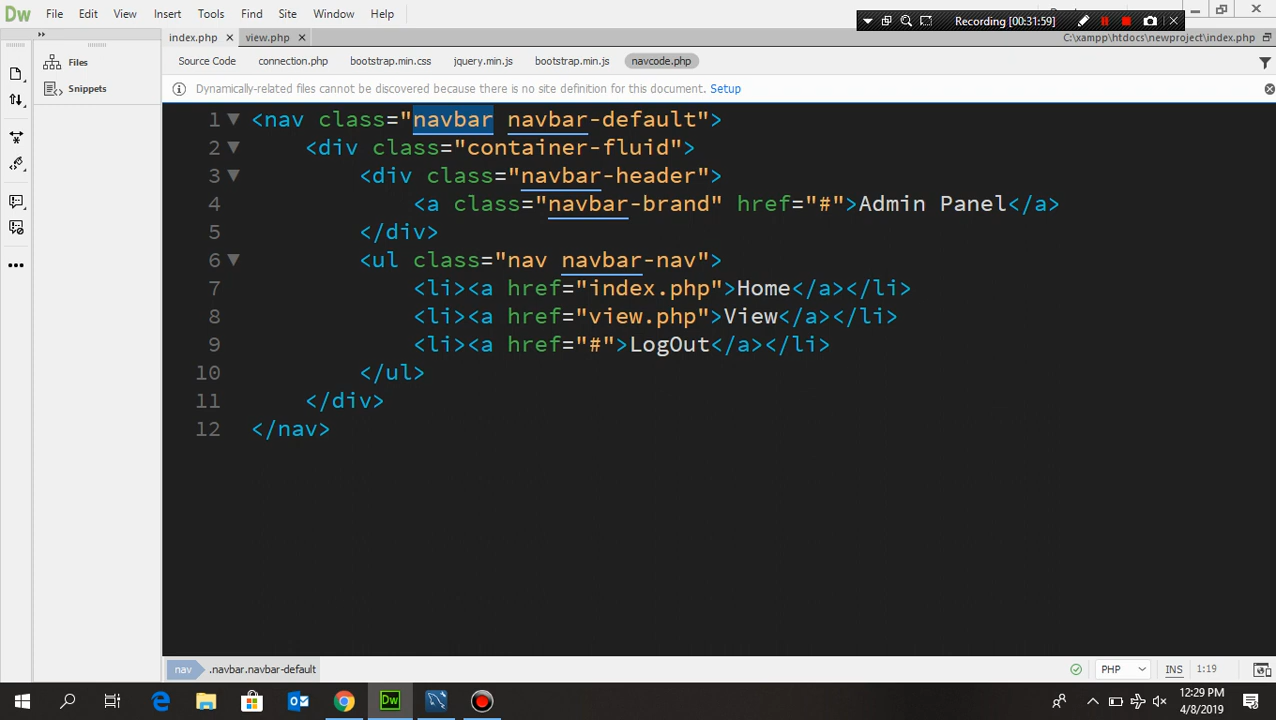 Dw File Edit View Insert Tools Find Site Window Help
Recording [00:31:59]
index.php view.php C:\xampp\htdocs\newproject\index.php
Source Code connection.php bootstrap.min.css jquery.min.js bootstrap.min.js navcode.php
Files
Snippets
Dynamically-related files cannot be discovered because there is no site definition for this document. Setup
1 <nav class="navbar navbar-default">
2 <div class="container-fluid">
3 <div class="navbar-header">
4 <a class="navbar-brand" href="#">Admin Panel</a>
5 </div>
6 <ul class="nav navbar-nav">
7 <li><a href="index.php">Home</a></li>
8 <li><a href="view.php">View</a></li>
9 <li><a href="#">LogOut</a></li>
10 </ul>
11 </div>
12 </nav>
nav .navbar.navbar-default PHP INS 1:19
Dw
12:29 PM
4/8/2019